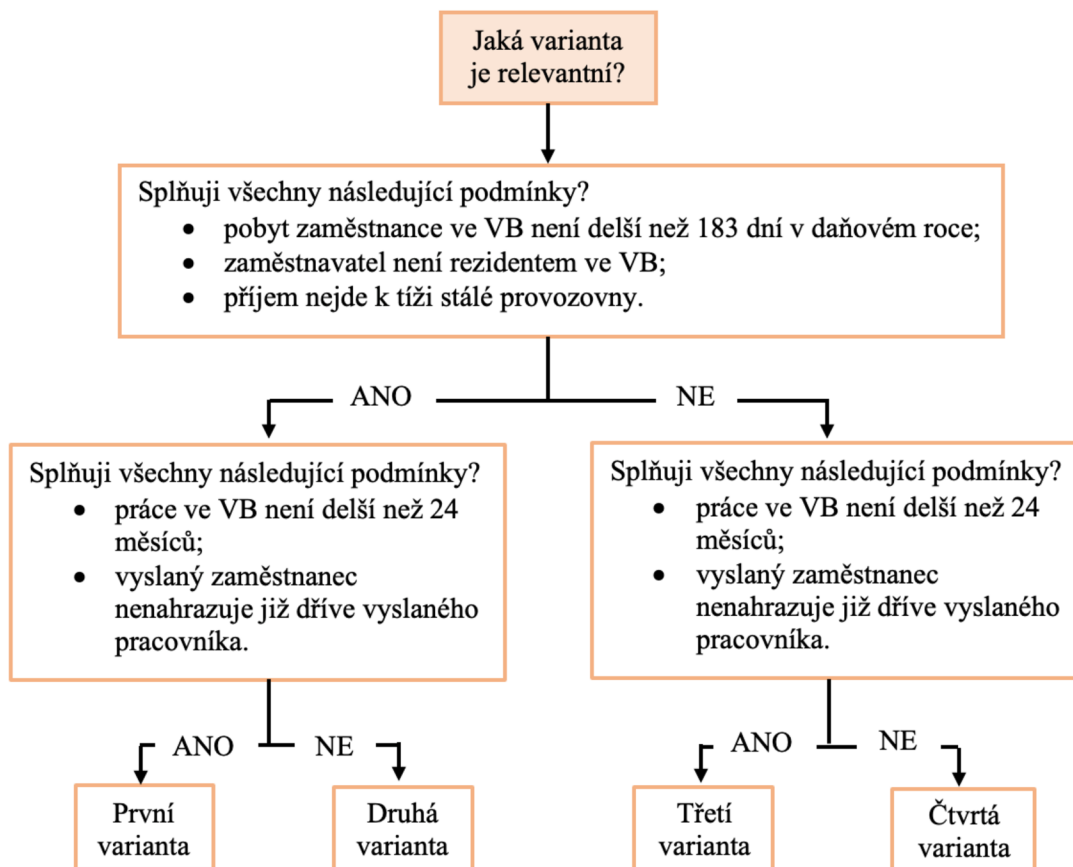 Jaká varianta
je relevantní?
Splňuji všechny následující podmínky?
• pobyt zaměstnance ve VB není delší než 183 dní v daňovém roce;
• zaměstnavatel není rezidentem ve VB;
• příjem nejde k tíži stálé provozovny.
ANO
NE
Splňuji všechny následující podmínky?
• práce ve VB není delší než 24
měsíců;
• vyslaný zaměstnanec
nenahrazuje již dříve vyslaného
pracovníka.
Splňuji všechny následující podmínky?
• práce ve VB není delší než 24
měsíců;
• vyslaný zaměstnanec
nenahrazuje již dříve vyslaného
pracovníka.
ANO
NE
ANO
NE
První
varianta
Druhá
varianta
Třetí
varianta
Čtvrtá
varianta